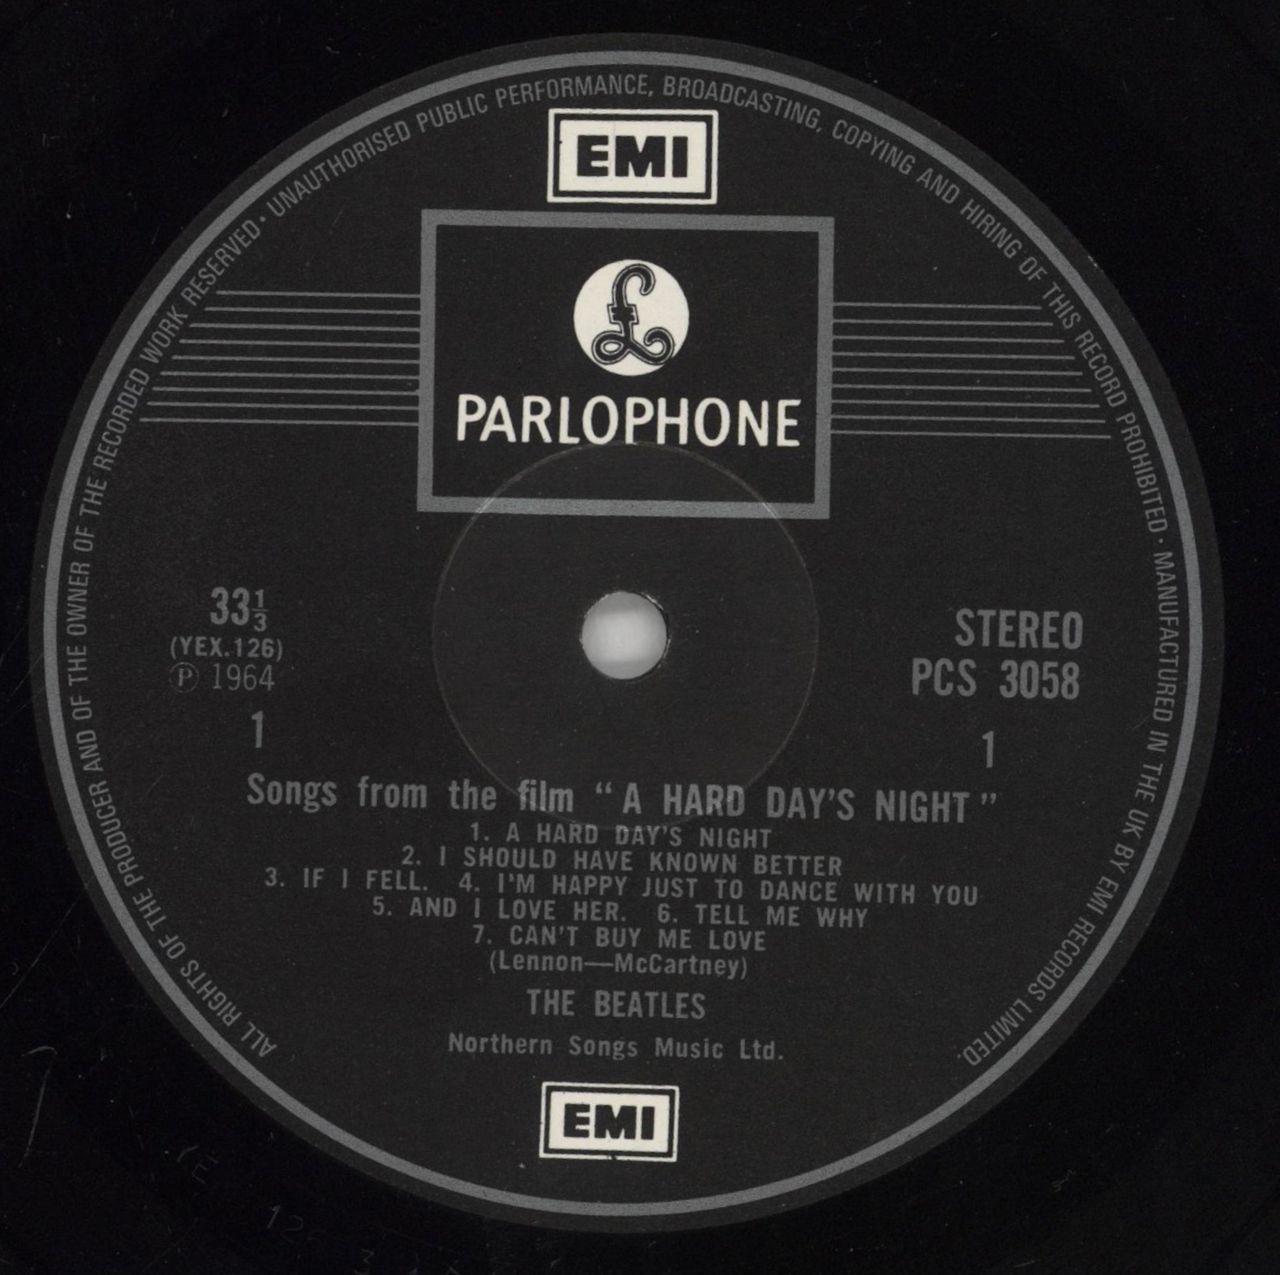 ALL RIGHTS OF THE PRODUCER AND OF THE OWNER OF THE RECORDED WORK RESERVED · UNAUTHORISED PUBLIC PERFORMANCE, BROADCASTING, COPYING AND HIRING OF THIS RECORD PROHIBITED · MANUFACTURED IN THE UK BY EMI RECORDS LIMITED.
EMI
£
PARLOPHONE
33⅓
(YEX.126)
Ⓟ 1964
1
STEREO
PCS 3058
1
Songs from the film “A HARD DAY'S NIGHT”
1. A HARD DAY'S NIGHT
2. I SHOULD HAVE KNOWN BETTER
3. IF I FELL. 4. I'M HAPPY JUST TO DANCE WITH YOU
5. AND I LOVE HER. 6. TELL ME WHY
7. CAN'T BUY ME LOVE
(Lennon—McCartney)
THE BEATLES
Northern Songs Music Ltd.
EMI